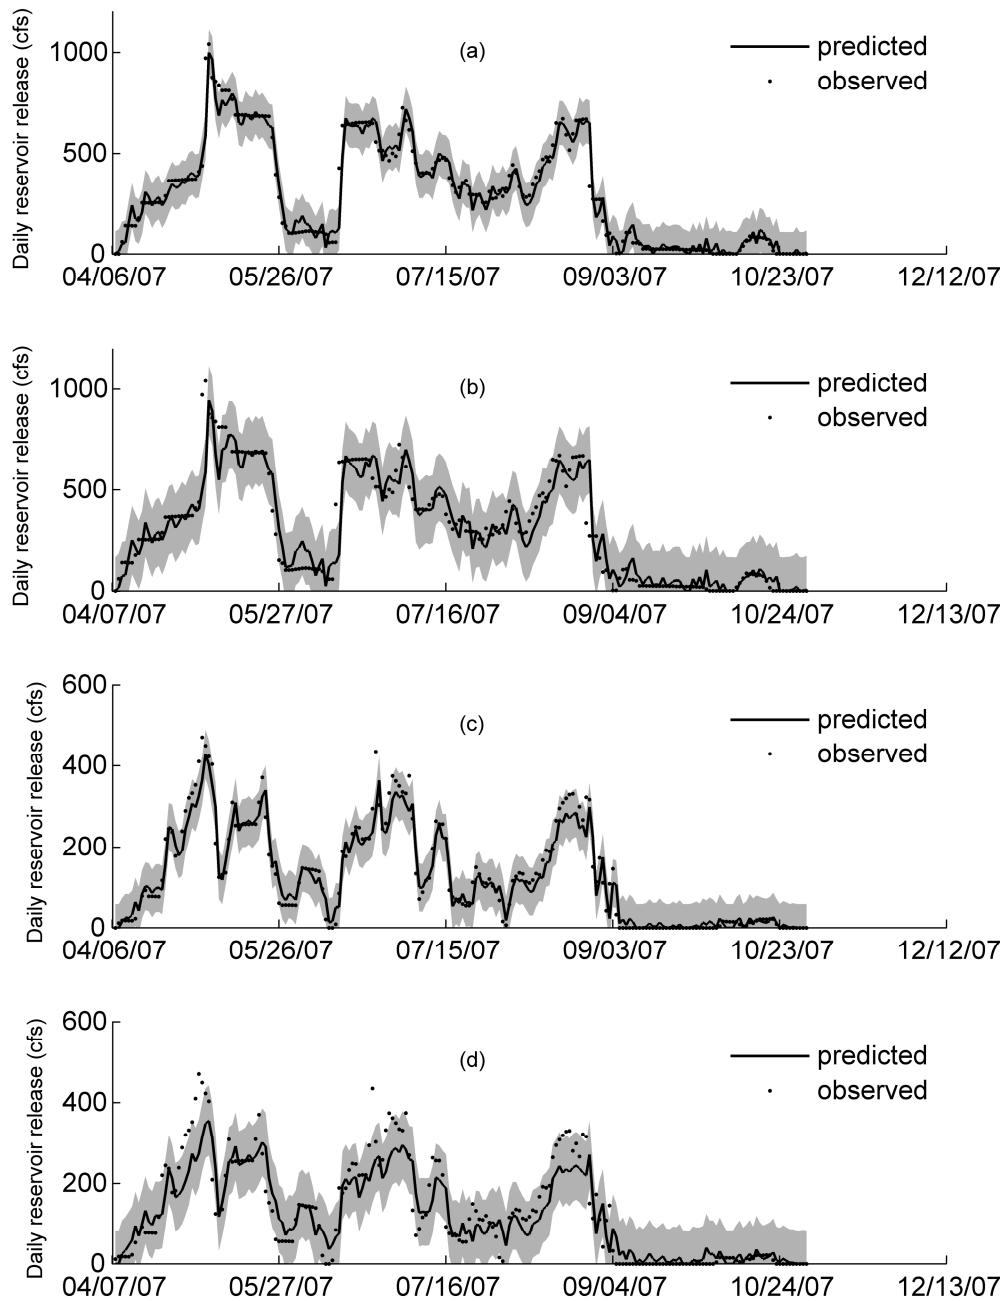 Daily reservoir release (cfs)
1000
500
0
(a)
predicted
observed
04/06/07 05/26/07 07/15/07 09/03/07 10/23/07 12/12/07
Daily reservoir release (cfs)
1000
500
0
(b)
predicted
observed
04/07/07 05/27/07 07/16/07 09/04/07 10/24/07 12/13/07
Daily reservoir release (cfs)
600
400
200
0
(c)
predicted
observed
04/06/07 05/26/07 07/15/07 09/03/07 10/23/07 12/12/07
Daily reservoir release (cfs)
600
400
200
0
(d)
predicted
observed
04/07/07 05/27/07 07/16/07 09/04/07 10/24/07 12/13/07